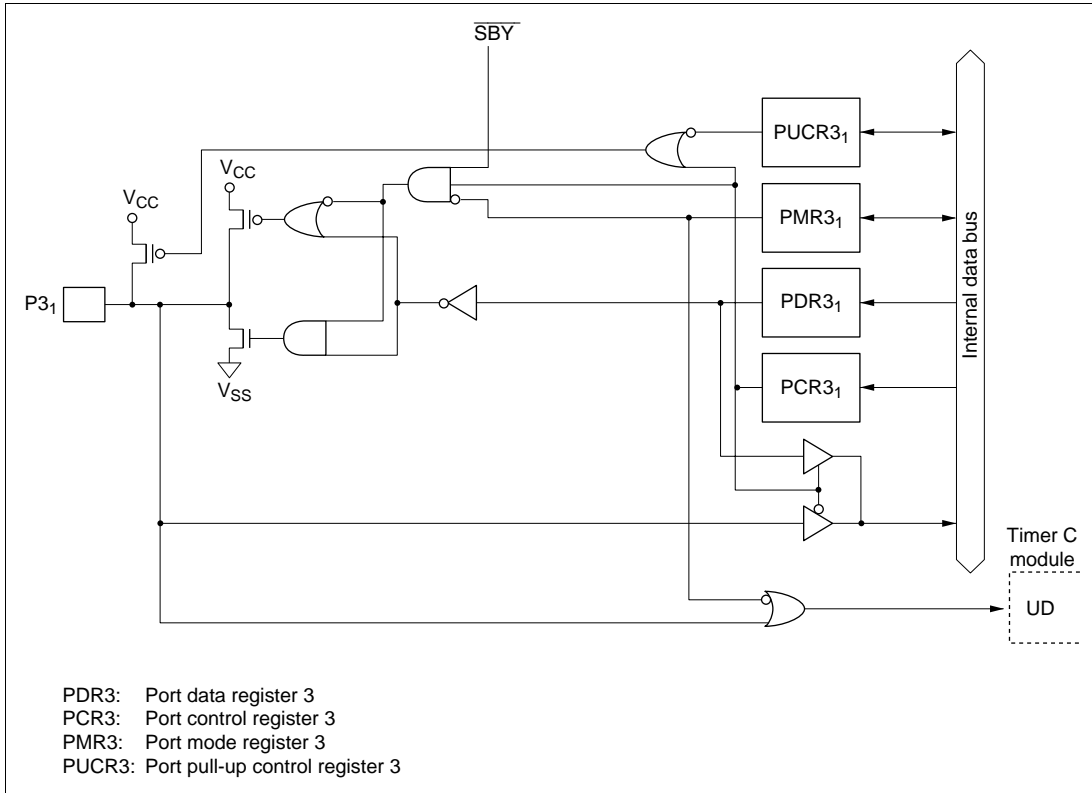 SBY
PUCR3₁
V_CC
V_CC
PMR3₁
Internal data bus
P3₁
PDR3₁
V_SS
PCR3₁
Timer C
module
UD
PDR3: Port data register 3
PCR3: Port control register 3
PMR3: Port mode register 3
PUCR3: Port pull-up control register 3